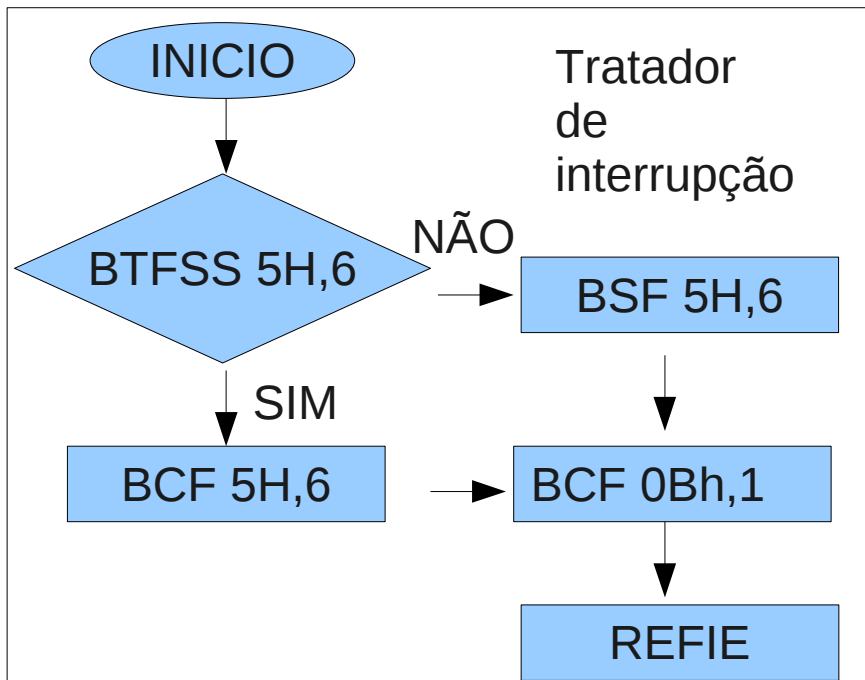 INICIO
Tratador
de
interrupção
BTFSS 5H,6
NÃO
BSF 5H,6
SIM
BCF 5H,6
BCF 0Bh,1
REFIE